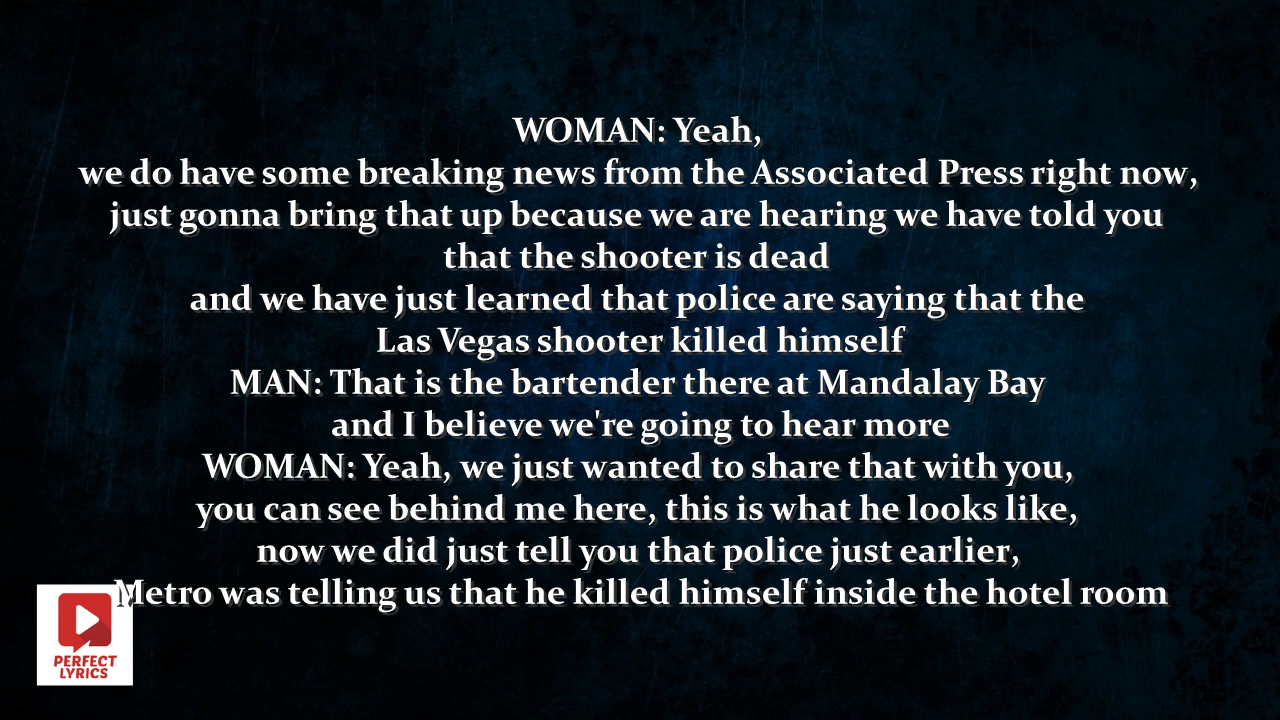 WOMAN: Yeah,
we do have some breaking news from the Associated Press right now,
just gonna bring that up because we are hearing we have told you
that the shooter is dead
and we have just learned that police are saying that the
Las Vegas shooter killed himself
MAN: That is the bartender there at Mandalay Bay
and I believe we're going to hear more
WOMAN: Yeah, we just wanted to share that with you,
you can see behind me here, this is what he looks like,
now we did just tell you that police just earlier,
Metro was telling us that he killed himself inside the hotel room
PERFECT
LYRICS